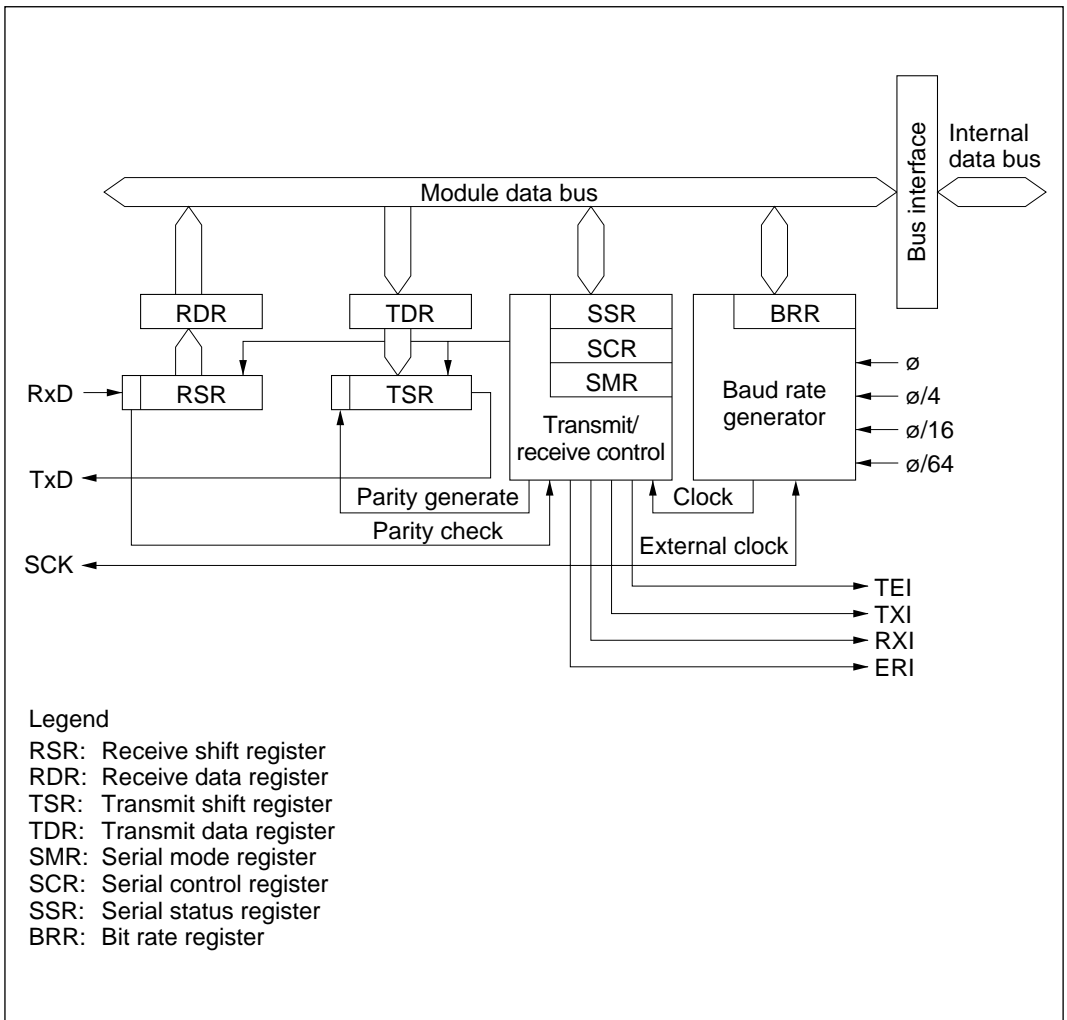 Internal
data bus
Bus interface
Module data bus
RDR
TDR
SSR
BRR
SCR
RxD
RSR
TSR
SMR
Baud rate
generator
ø
ø/4
ø/16
ø/64
Transmit/
receive control
TxD
Parity generate
Clock
Parity check
External clock
SCK
TEI
TXI
RXI
ERI
Legend
RSR: Receive shift register
RDR: Receive data register
TSR: Transmit shift register
TDR: Transmit data register
SMR: Serial mode register
SCR: Serial control register
SSR: Serial status register
BRR: Bit rate register